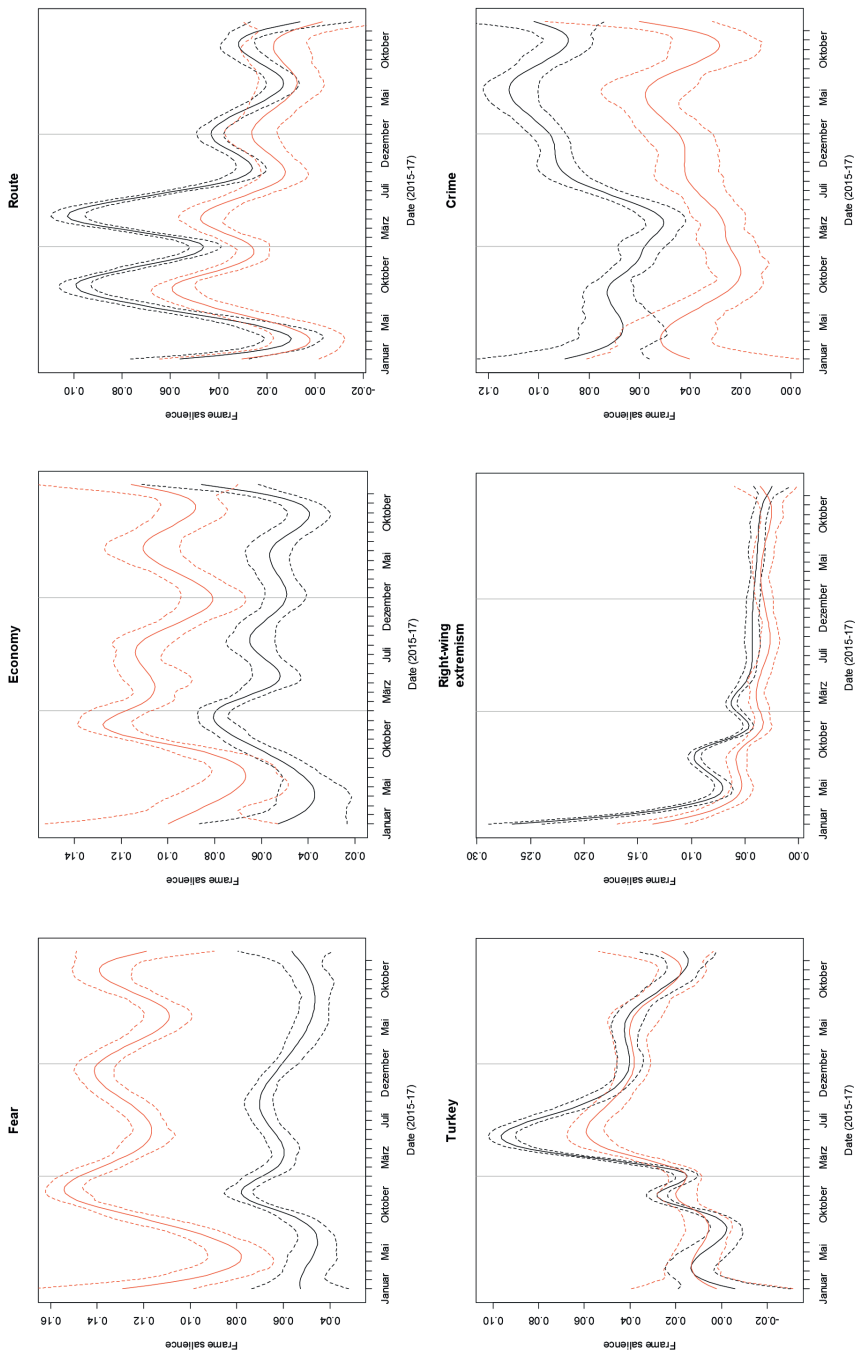 Fear
Frame salience
0.16
0.14
0.12
0.10
0.08
0.06
0.04
Januar Mai Oktober März Juli Dezember Mai Oktober
Date (2015-17)
Economy
Frame salience
0.14
0.12
0.10
0.08
0.06
0.04
0.02
Januar Mai Oktober März Juli Dezember Mai Oktober
Date (2015-17)
Route
Frame salience
0.10
0.08
0.06
0.04
0.02
0.00
-0.02
Januar Mai Oktober März Juli Dezember Mai Oktober
Date (2015-17)
Turkey
Frame salience
0.10
0.08
0.06
0.04
0.02
0.00
-0.02
Januar Mai Oktober März Juli Dezember Mai Oktober
Date (2015-17)
Right-wing
extremism
Frame salience
0.30
0.25
0.20
0.15
0.10
0.05
0.00
Januar Mai Oktober März Juli Dezember Mai Oktober
Date (2015-17)
Crime
Frame salience
0.12
0.10
0.08
0.06
0.04
0.02
0.00
Januar Mai Oktober März Juli Dezember Mai Oktober
Date (2015-17)